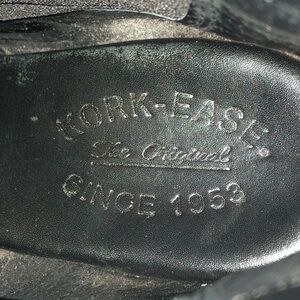 KORK-EASE
The Original
SINCE 1953